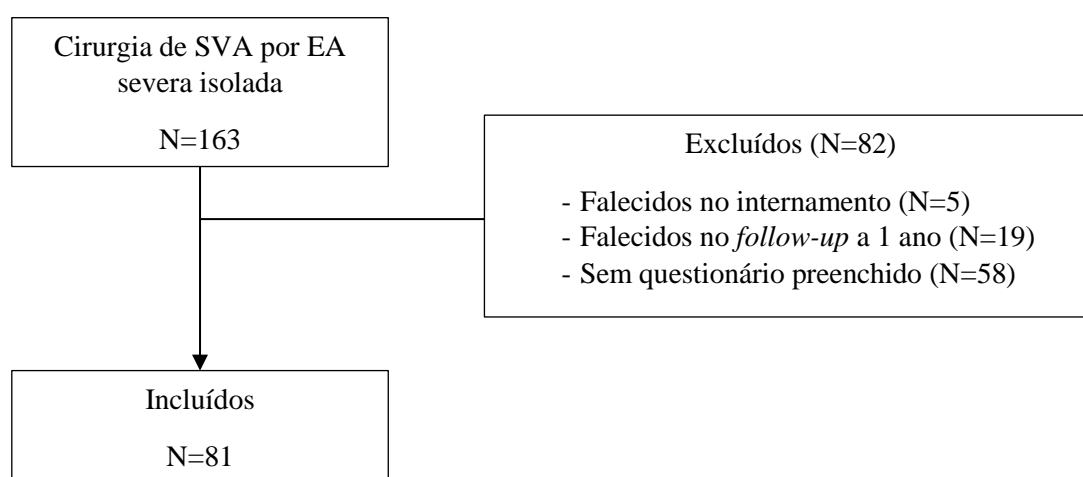 Cirurgia de SVA por EA
severa isolada
N=163
Excluídos (N=82)
- Falecidos no internamento (N=5)
- Falecidos no follow-up a 1 ano (N=19)
- Sem questionário preenchido (N=58)
Incluídos
N=81